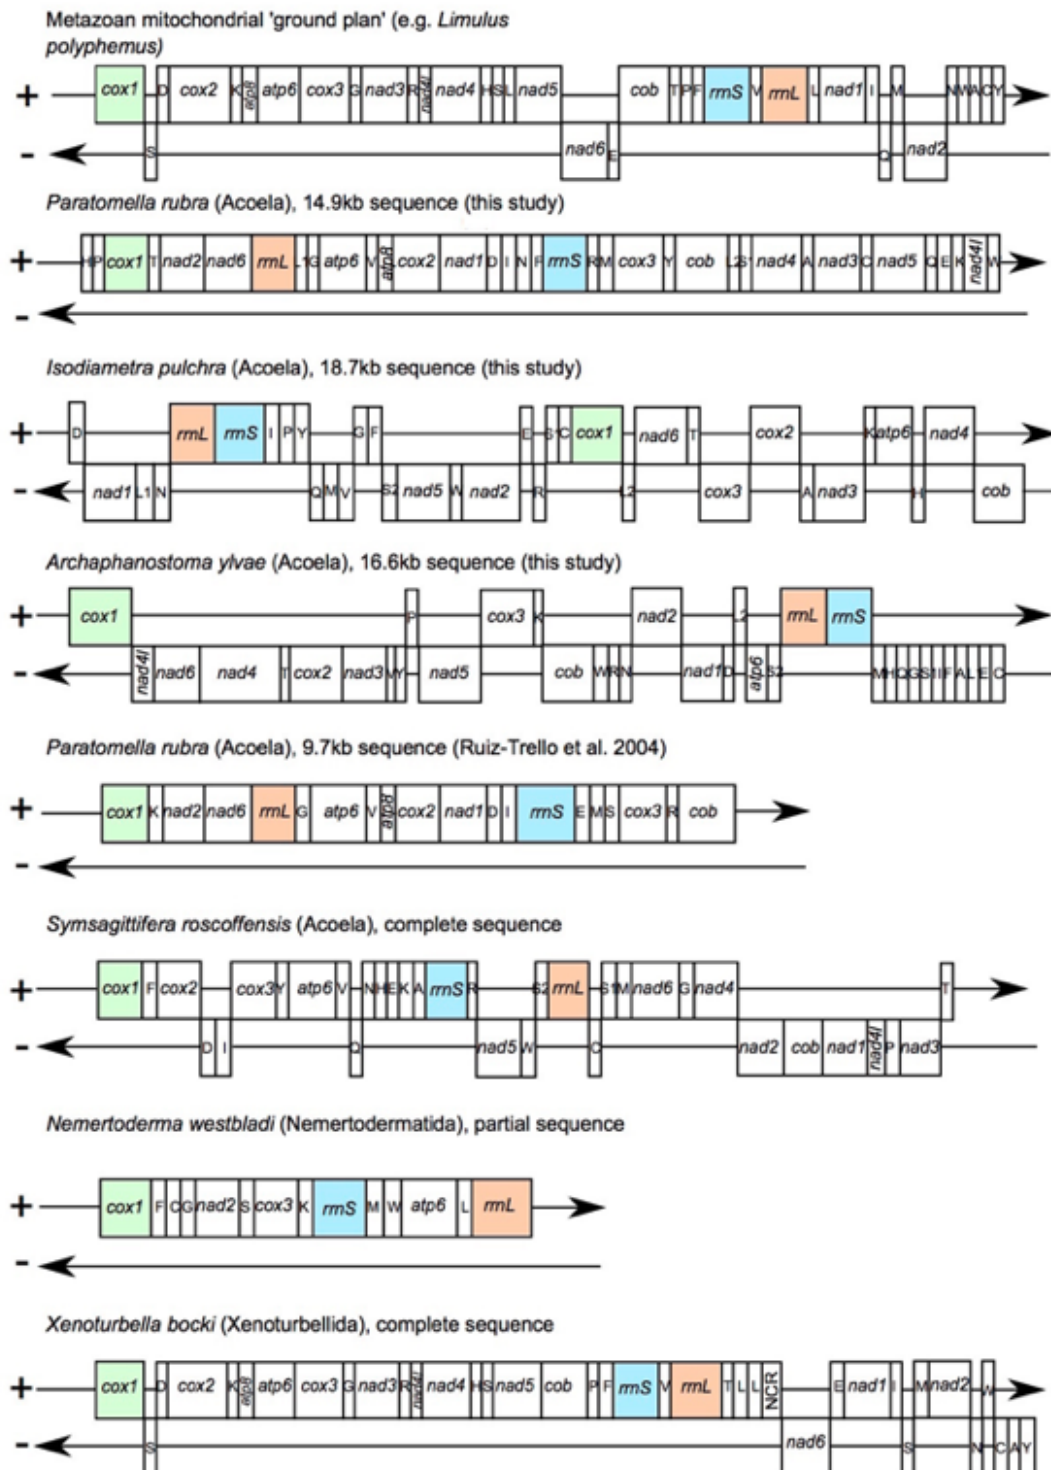 Metazoan mitochondrial 'ground plan' (e.g. Limulus
polyphemus)
+ cox1 D cox2 K atp8 atp6 cox3 G nad3 R nad4l nad4 H S L nad5 cob T P F rrnS V rrnL L nad1 I M N W A C Y
- S nad6 E Q nad2
Paratomella rubra (Acoela), 14.9kb sequence (this study)
+ H P cox1 T nad2 nad6 rrnL L1 G atp6 V atp8 cox2 nad1 D I N F rrnS R M cox3 Y cob L2 S1 nad4 A nad3 C nad5 Q E K nad4l W
-
Isodiametra pulchra (Acoela), 18.7kb sequence (this study)
+ D rrnL rrnS I P Y G F E S1 C cox1 nad6 T cox2 K atp6 nad4
- nad1 L1 N Q M V S2 nad5 W nad2 R L2 cox3 A nad3 H cob
Archaphanostoma ylvae (Acoela), 16.6kb sequence (this study)
+ cox1 P cox3 K nad2 L2 rrnL rrnS
- nad4l nad6 nad4 T cox2 nad3 V Y nad5 cob W R N nad1 D atp6 S2 M H Q G S1 I F A L1 E C
Paratomella rubra (Acoela), 9.7kb sequence (Ruiz-Trello et al. 2004)
+ cox1 K nad2 nad6 rrnL G atp6 V atp8 cox2 nad1 D I rrnS E M S cox3 R cob
-
Symsagittifera roscoffensis (Acoela), complete sequence
+ cox1 F cox2 cox3 Y atp6 V N H E K A rrnS R S2 rrnL S1 M nad6 G nad4 T
- D I Q nad5 W C nad2 cob nad1 nad4l P nad3
Nemertoderma westbladi (Nemertodermatida), partial sequence
+ cox1 F C G nad2 S cox3 K rrnS M W atp6 L rrnL
-
Xenoturbella bocki (Xenoturbellida), complete sequence
+ cox1 D cox2 K atp8 atp6 cox3 G nad3 R nad4l nad4 H S nad5 cob P F rrnS V rrnL T L L NCR E nad1 I M nad2 W
- S nad6 S N C A Y